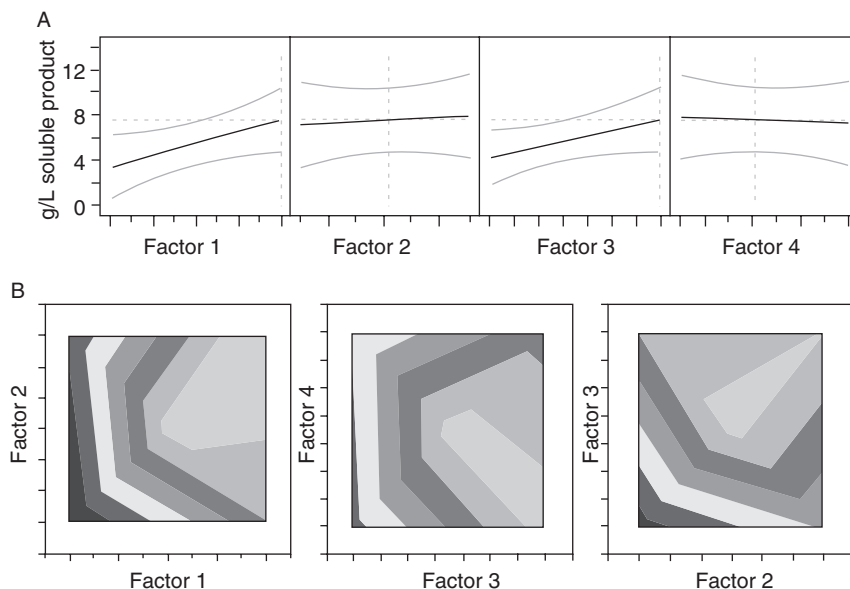 A
g/L soluble product
12
8
4
0
Factor 1
Factor 2
Factor 3
Factor 4
B
Factor 2
Factor 1
Factor 4
Factor 3
Factor 3
Factor 2